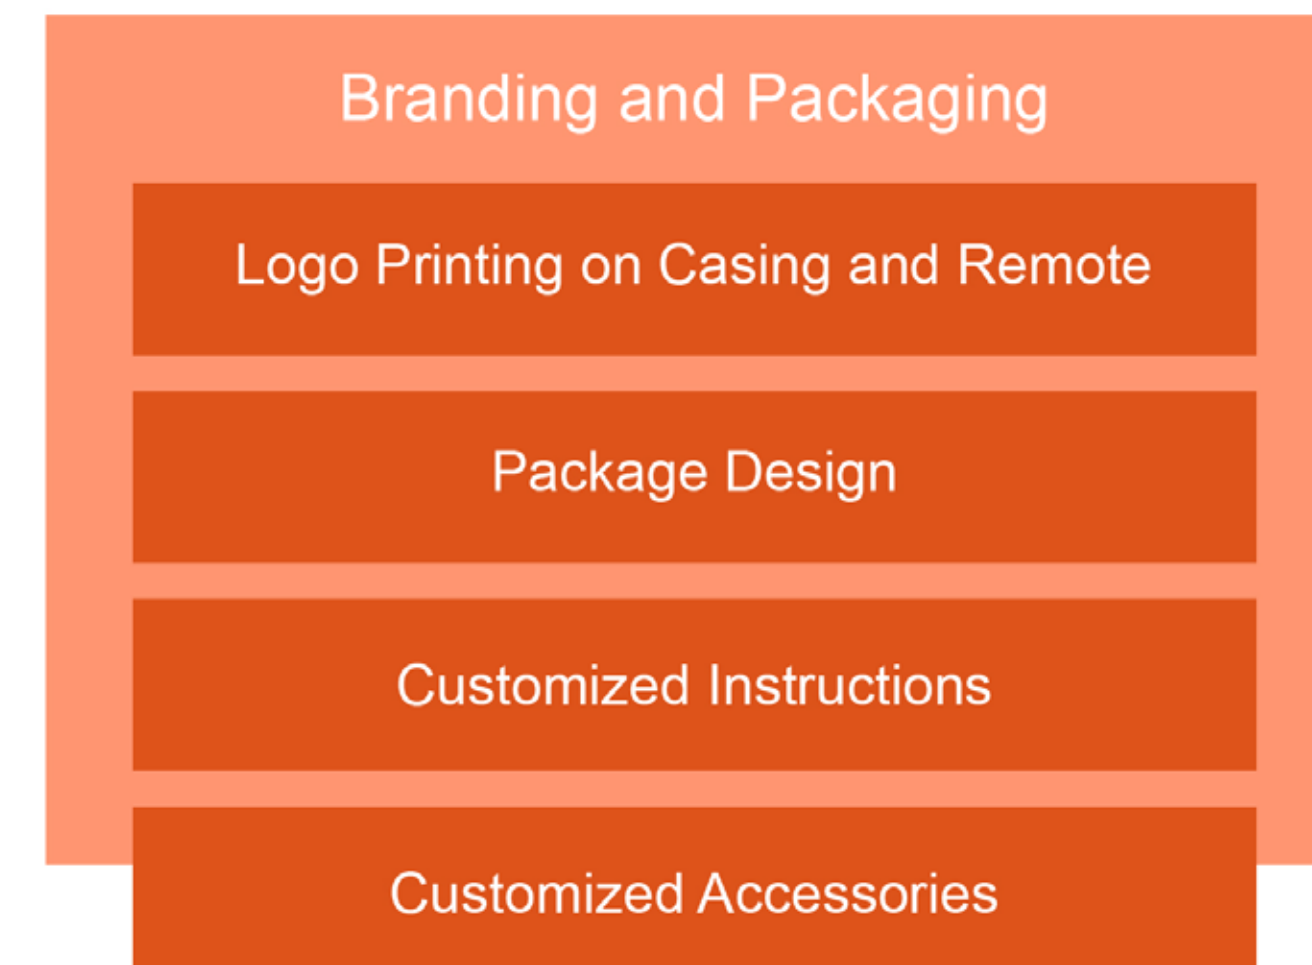 Branding and Packaging
Logo Printing on Casing and Remote
Package Design
Customized Instructions
Customized Accessories